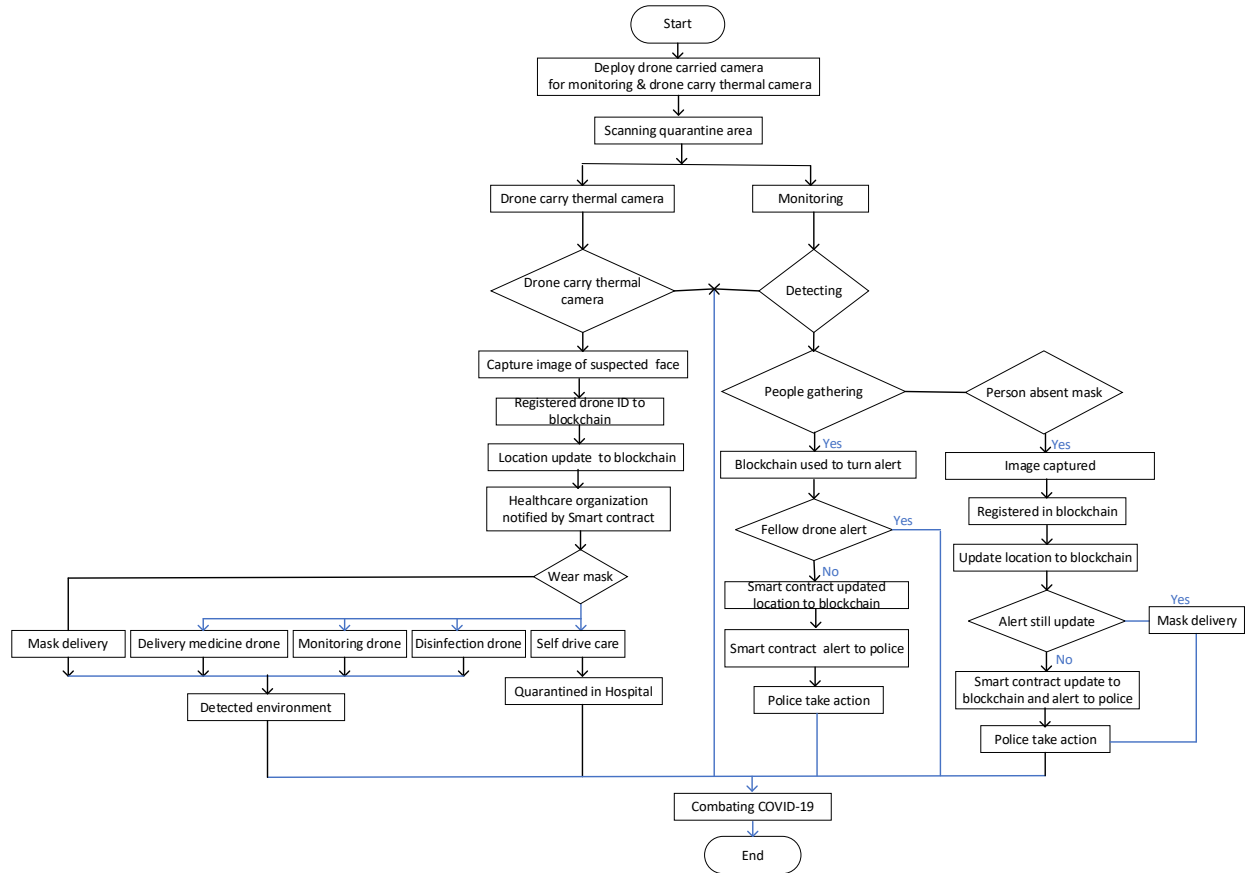 Start
Deploy drone carried camera
for monitoring & drone carry thermal camera
Scanning quarantine area
Drone carry thermal camera
Monitoring
Drone carry thermal
camera
Detecting
Capture image of suspected face
People gathering
Person absent mask
Registered drone ID to
blockchain
Yes
Yes
Location update to blockchain
Blockchain used to turn alert
Image captured
Healthcare organization
notified by Smart contract
Registered in blockchain
Fellow drone alert
Yes
Update location to blockchain
Wear mask
No
Smart contract updated
location to blockchain
Yes
Alert still update
Mask delivery
Mask delivery
Delivery medicine drone
Monitoring drone
Disinfection drone
Self drive care
Smart contract alert to police
No
Smart contract update to
blockchain and alert to police
Quarantined in Hospital
Detected environment
Police take action
Police take action
Combating COVID-19
End